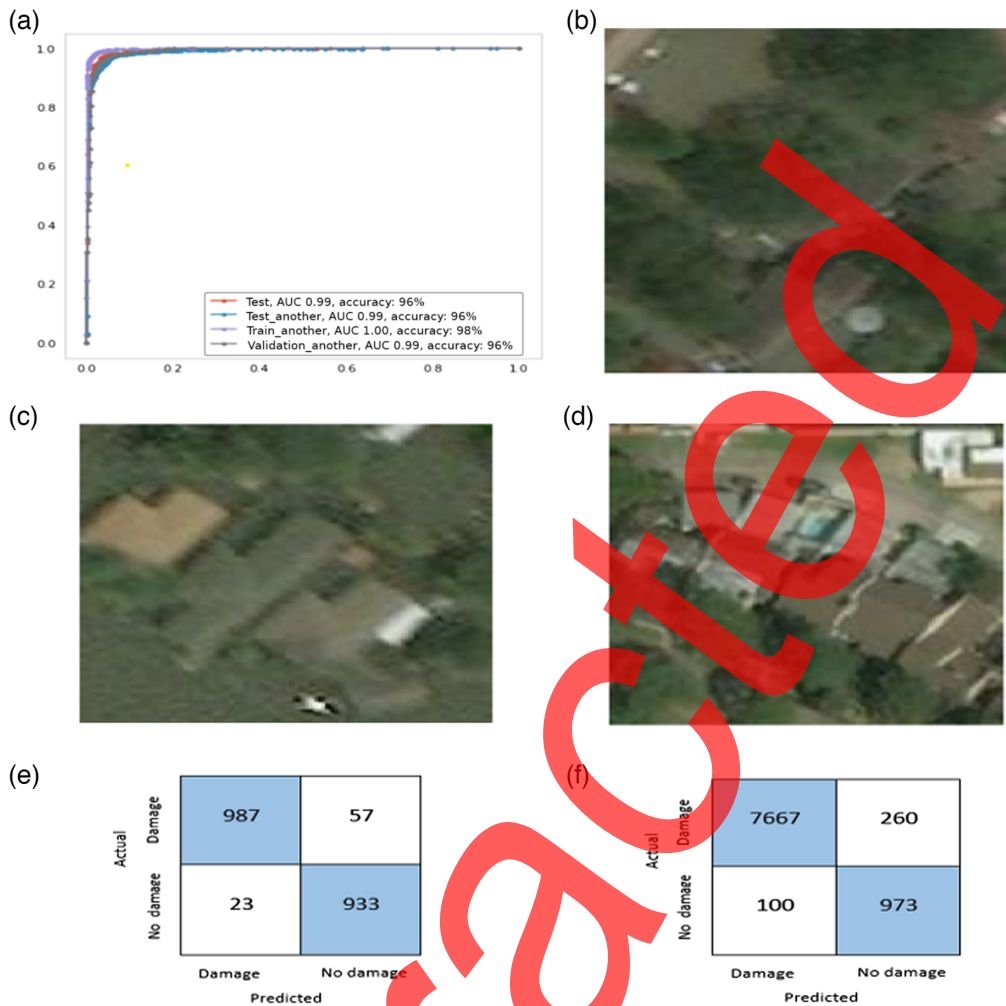 (a)
1.0
0.8
0.6
0.4
0.2
0.0
0.0 0.2 0.4 0.6 0.8 1.0
Test, AUC 0.99, accuracy: 96%
Test_another, AUC 0.99, accuracy: 96%
Train_another, AUC 1.00, accuracy: 98%
Validation_another, AUC 0.99, accuracy: 96%
(b)
(c)
(d)
(e)
Actual
Damage
No damage
987 57
23 933
Damage No damage
Predicted
(f)
Actual
Damage
No damage
7667 260
100 973
Damage No damage
Predicted
racted